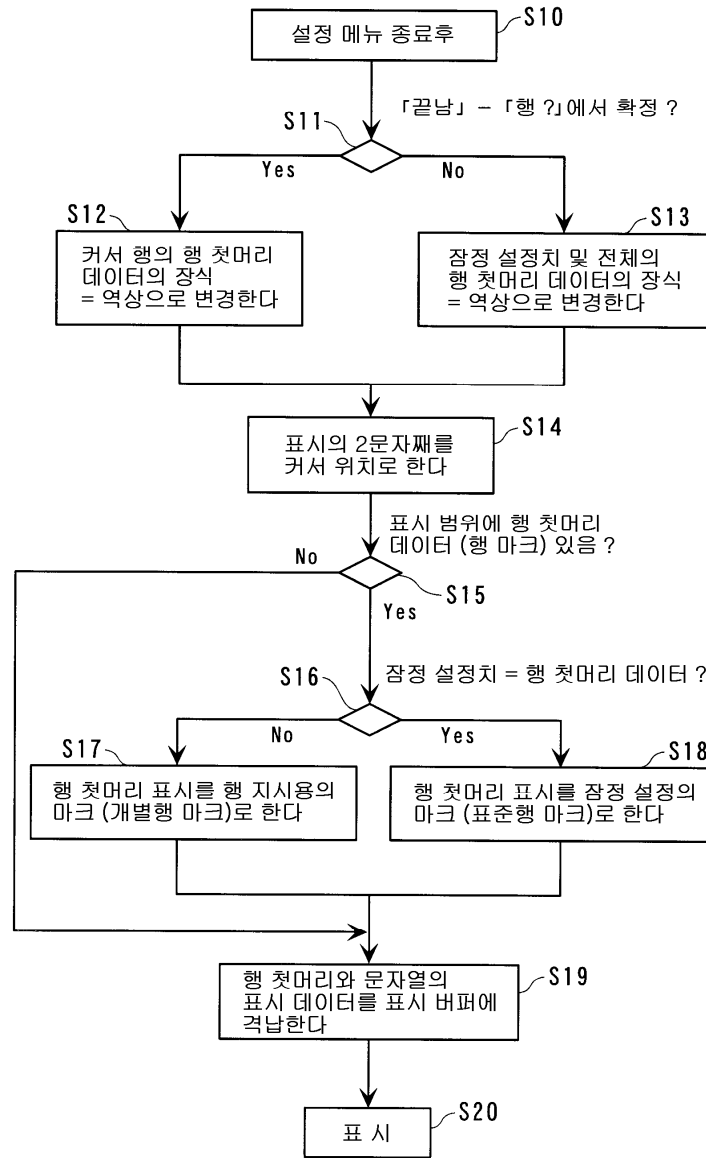 설정 메뉴 종료후
S10
「끝남」 – 「행 ?」에서 확정 ?
S11
Yes
No
S12
S13
커서 행의 행 첫머리
데이터의 장식
= 역상으로 변경한다
잠정 설정치 및 전체의
행 첫머리 데이터의 장식
= 역상으로 변경한다
표시의 2문자째를
커서 위치로 한다
S14
표시 범위에 행 첫머리
데이터 (행 마크) 있음 ?
No
S15
Yes
S16
잠정 설정치 = 행 첫머리 데이터 ?
No
Yes
S17
S18
행 첫머리 표시를 행 지시용의
마크 (개별행 마크)로 한다
행 첫머리 표시를 잠정 설정의
마크 (표준행 마크)로 한다
행 첫머리와 문자열의
표시 데이터를 표시 버퍼에
격납한다
S19
표 시
S20